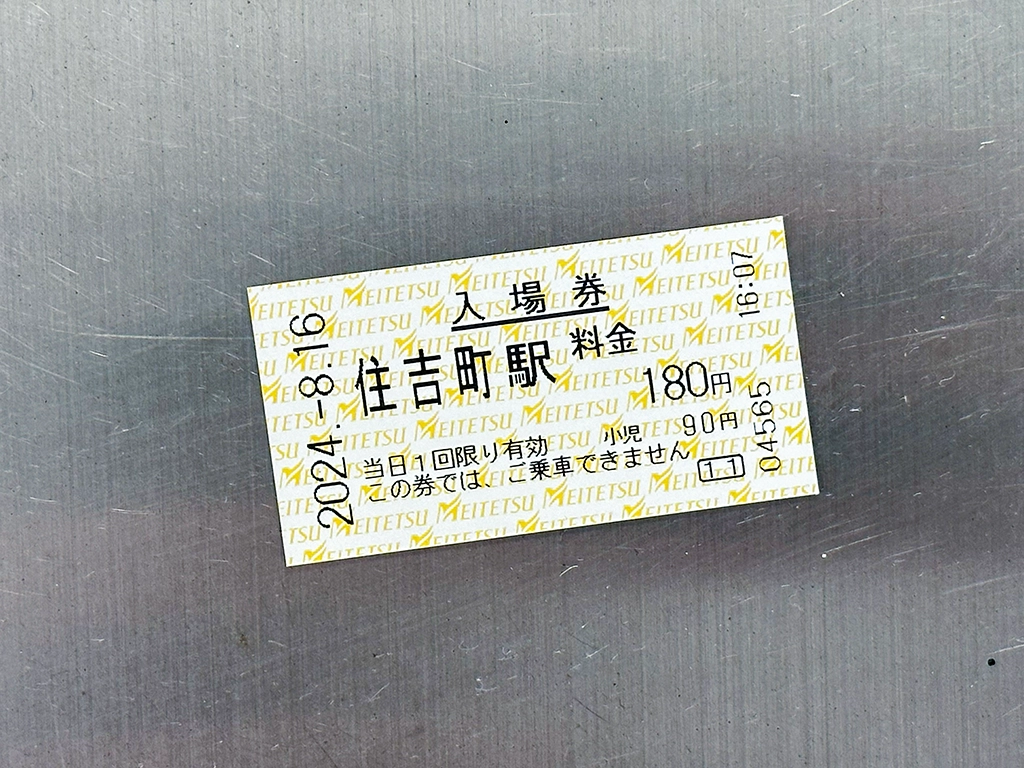 入場券
住吉町駅 料金
180円
小児 90円
当日1回限り有効
この券では、ご乗車できません
11
2024.-8.16
16:07
04565
MEITETSU